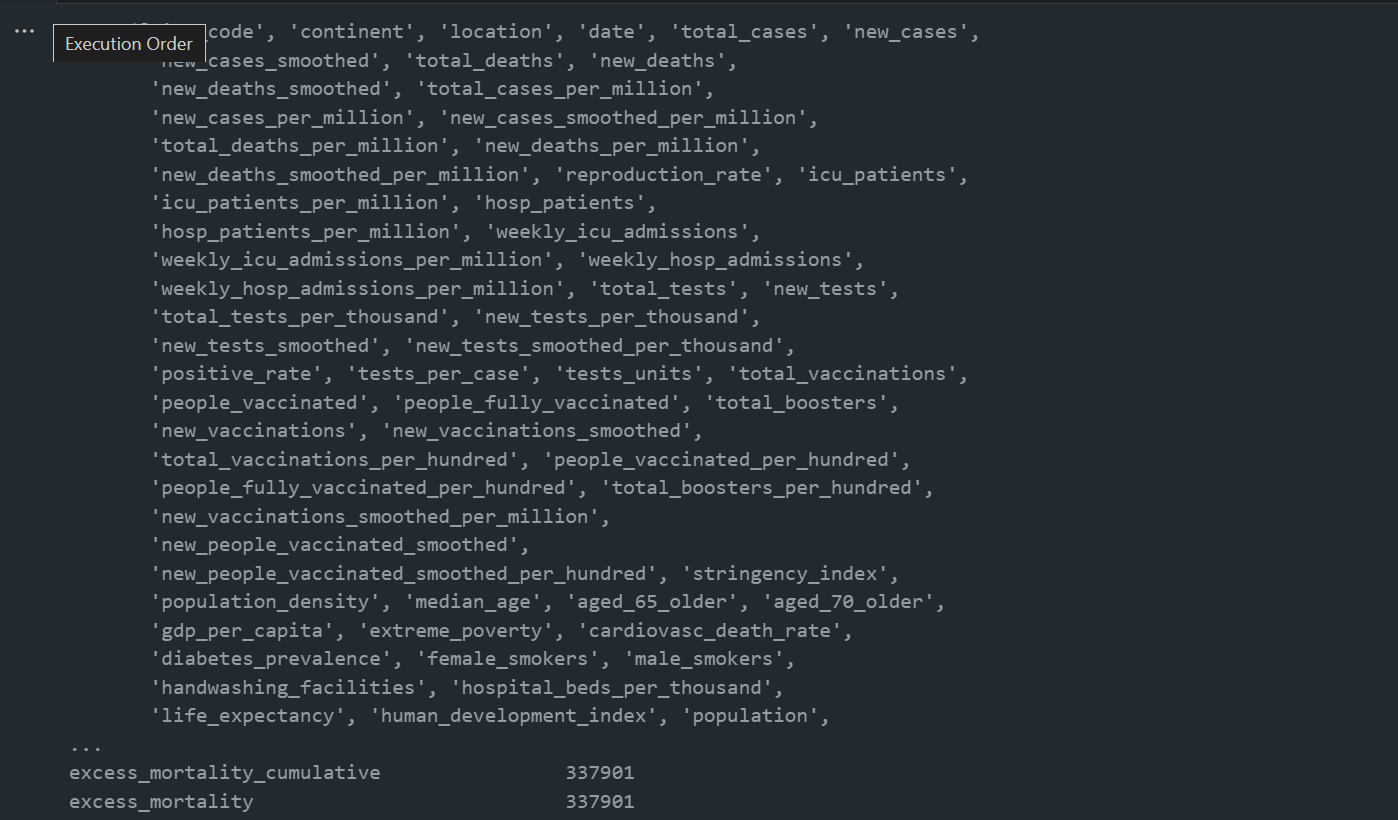 ...
Execution Order
code', 'continent', 'location', 'date', 'total_cases', 'new_cases',
'new_cases_smoothed', 'total_deaths', 'new_deaths',
'new_deaths_smoothed', 'total_cases_per_million',
'new_cases_per_million', 'new_cases_smoothed_per_million',
'total_deaths_per_million', 'new_deaths_per_million',
'new_deaths_smoothed_per_million', 'reproduction_rate', 'icu_patients',
'icu_patients_per_million', 'hosp_patients',
'hosp_patients_per_million', 'weekly_icu_admissions',
'weekly_icu_admissions_per_million', 'weekly_hosp_admissions',
'weekly_hosp_admissions_per_million', 'total_tests', 'new_tests',
'total_tests_per_thousand', 'new_tests_per_thousand',
'new_tests_smoothed', 'new_tests_smoothed_per_thousand',
'positive_rate', 'tests_per_case', 'tests_units', 'total_vaccinations',
'people_vaccinated', 'people_fully_vaccinated', 'total_boosters',
'new_vaccinations', 'new_vaccinations_smoothed',
'total_vaccinations_per_hundred', 'people_vaccinated_per_hundred',
'people_fully_vaccinated_per_hundred', 'total_boosters_per_hundred',
'new_vaccinations_smoothed_per_million',
'new_people_vaccinated_smoothed',
'new_people_vaccinated_smoothed_per_hundred', 'stringency_index',
'population_density', 'median_age', 'aged_65_older', 'aged_70_older',
'gdp_per_capita', 'extreme_poverty', 'cardiovasc_death_rate',
'diabetes_prevalence', 'female_smokers', 'male_smokers',
'handwashing_facilities', 'hospital_beds_per_thousand',
'life_expectancy', 'human_development_index', 'population',
...
excess_mortality_cumulative 337901
excess_mortality 337901